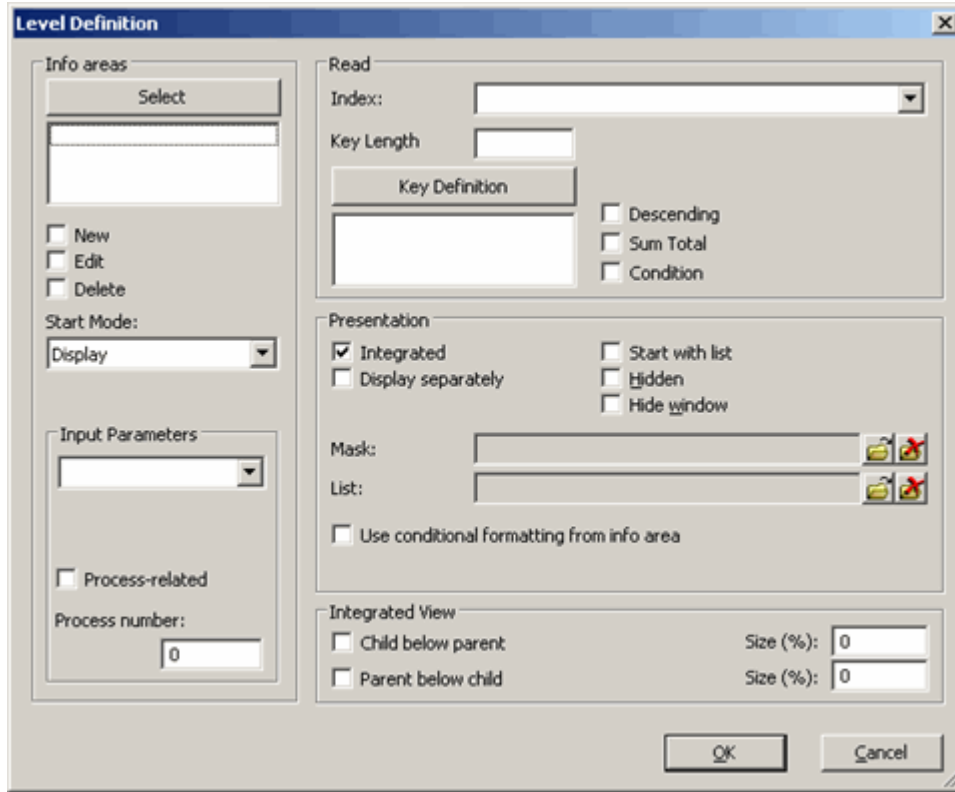 Level Definition
Info areas
Select
New
Edit
Delete
Start Mode:
Display
Input Parameters
Process-related
Process number:
0
Read
Index:
Key Length
Key Definition
Descending
Sum Total
Condition
Presentation
Integrated
Start with list
Display separately
Hidden
Hide window
Mask:
List:
Use conditional formatting from info area
Integrated View
Child below parent Size (%): 0
Parent below child Size (%): 0
OK Cancel